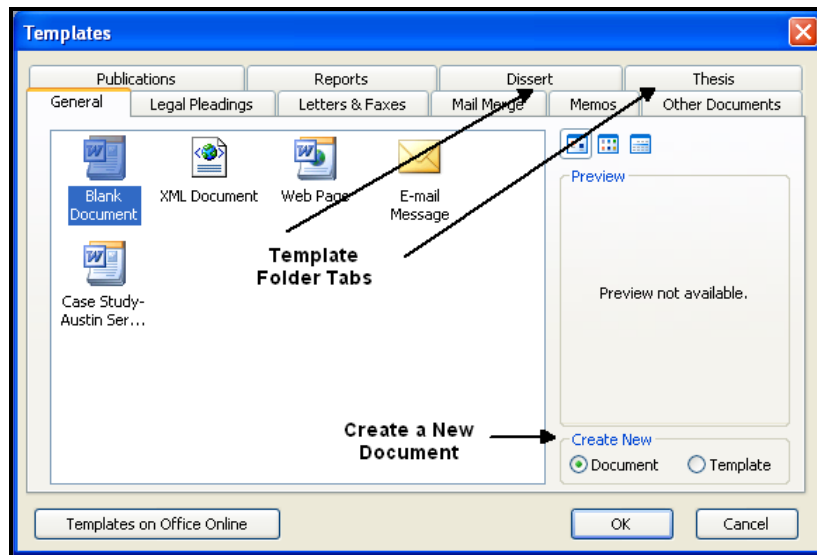 Templates
Publications Reports Dissert Thesis
General Legal Pleadings Letters & Faxes Mail Merge Memos Other Documents
Blank Document
XML Document
Web Page
E-mail Message
Preview
Template
Folder Tabs
Case Study-
Austin Ser...
Preview not available.
Create a New
Document
Create New
Document Template
Templates on Office Online OK Cancel